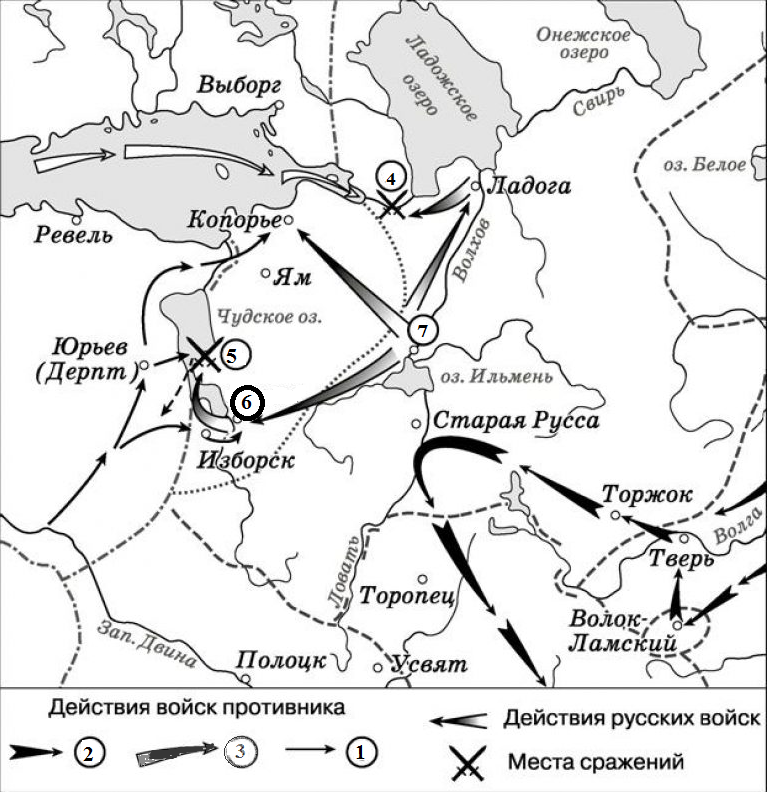 Онежское
озеро
Ладожское
озеро
Выборг
Свирь
оз. Белое
4
Ладога
Копорье
Ревель
Волхов
Ям
Чудское оз.
7
Юрьев
(Дерпт)
5
оз. Ильмень
6
Старая Русса
Изборск
Торжок
Волга
Тверь
Ловать
Торопец
Волок-
Ламский
Зап. Двина
Полоцк
Усвят
Действия войск противника
2
3
1
Действия русских войск
Места сражений